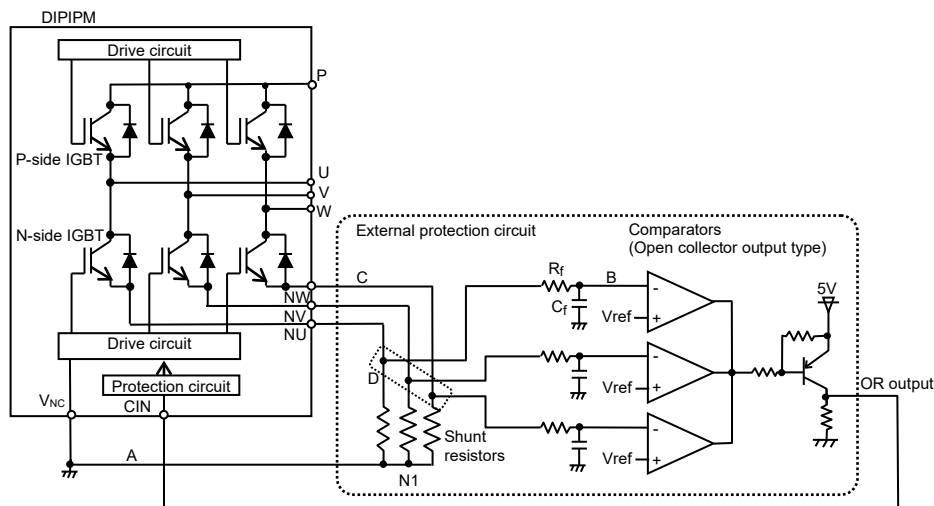 DIPIPM
Drive circuit
P
P-side IGBT
U
V
W
N-side IGBT
External protection circuit
Comparators
(Open collector output type)
C
Rf
B
Cf
Vref
5V
NW
NV
NU
Drive circuit
Protection circuit
D
Vref
OR output
VNC
CIN
Shunt
resistors
Vref
A
N1
-
+
-
+
-
+